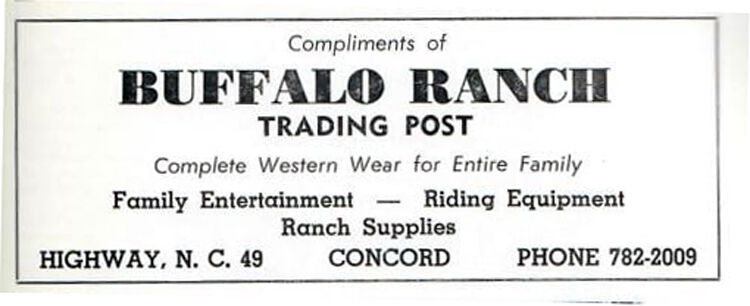 Compliments of
BUFFALO RANCH
TRADING POST
Complete Western Wear for Entire Family
Family Entertainment — Riding Equipment
Ranch Supplies
HIGHWAY, N. C. 49 CONCORD PHONE 782-2009